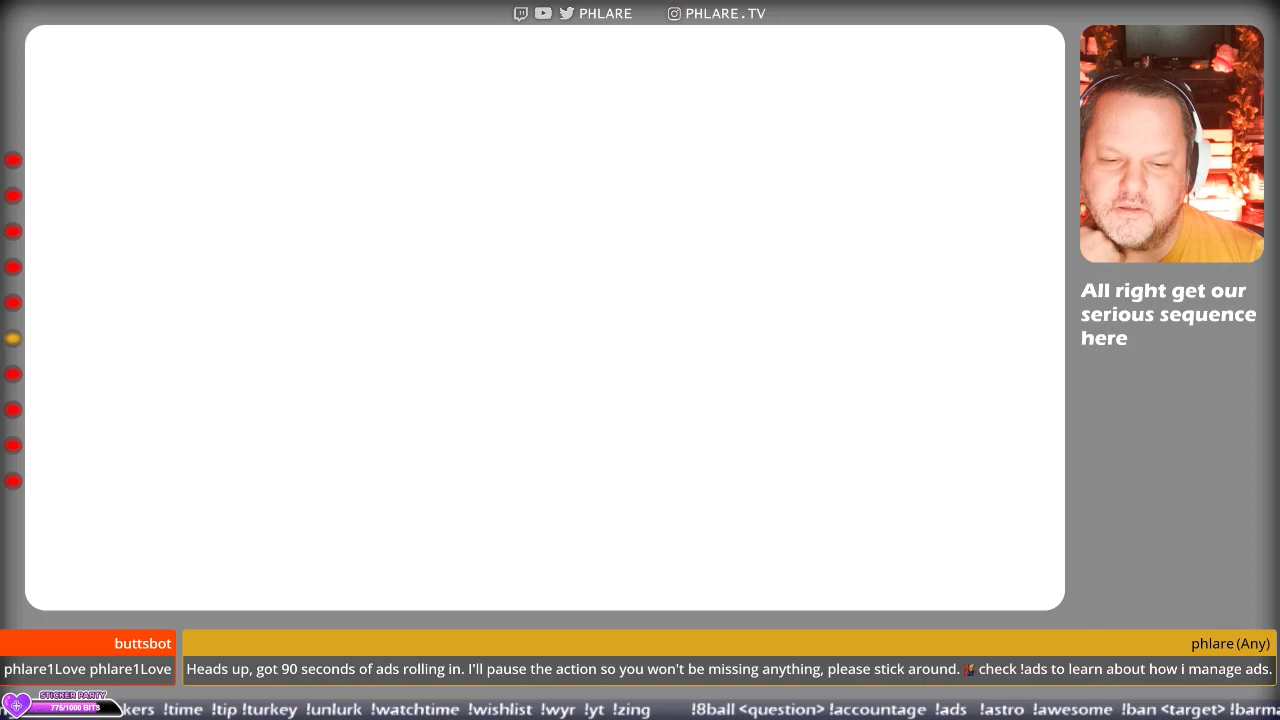 PHLARE PHLARE.TV
All right get our
serious sequence
here
buttsbot
phlare1Love phlare1Love
phlare (Any)
Heads up, got 90 seconds of ads rolling in. I'll pause the action so you won't be missing anything, please stick around. check !ads to learn about how i manage ads.
STICKER PARTY
775/1000 BITS
kers !time !tip !turkey !unlurk !watchtime !wishlist !wyr !yt !zing !8ball <question> !accountage !ads !astro !awesome !ban <target> !barma